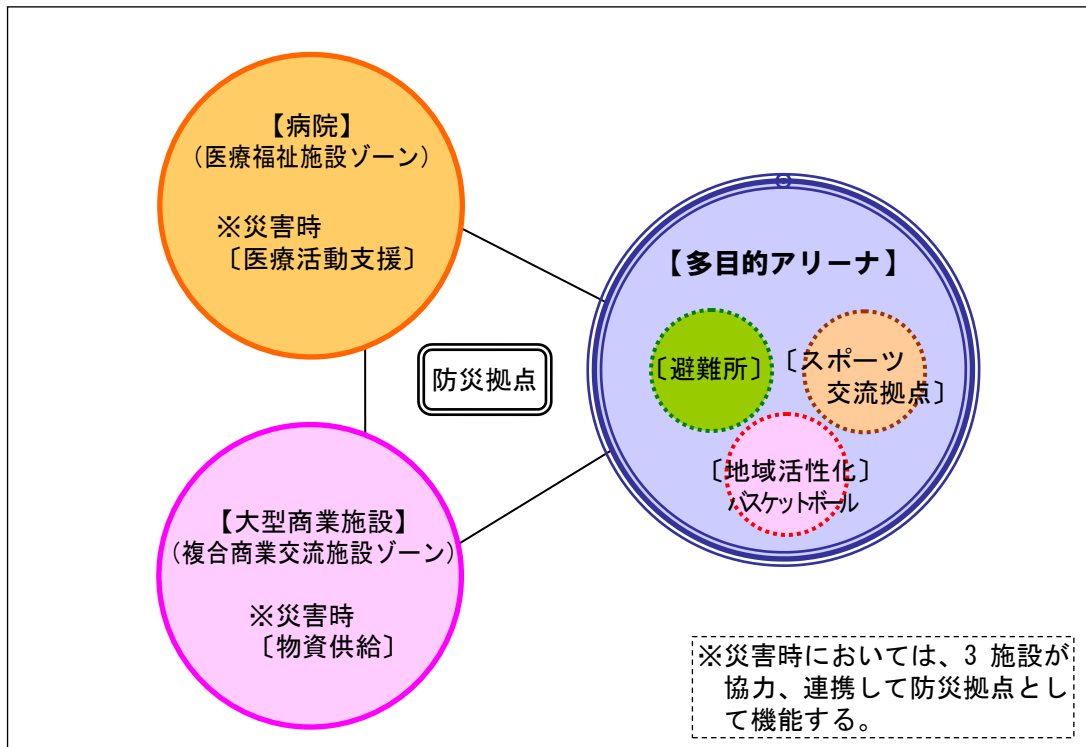 【病院】
（医療福祉施設ゾーン）
※災害時
〔医療活動支援〕
【多目的アリーナ】
〔避難所〕
〔スポーツ
交流拠点〕
〔地域活性化〕
バスケットボール
防災拠点
【大型商業施設】
（複合商業交流施設ゾーン）
※災害時
〔物資供給〕
※災害時においては、3 施設が
協力、連携して防災拠点とし
て機能する。